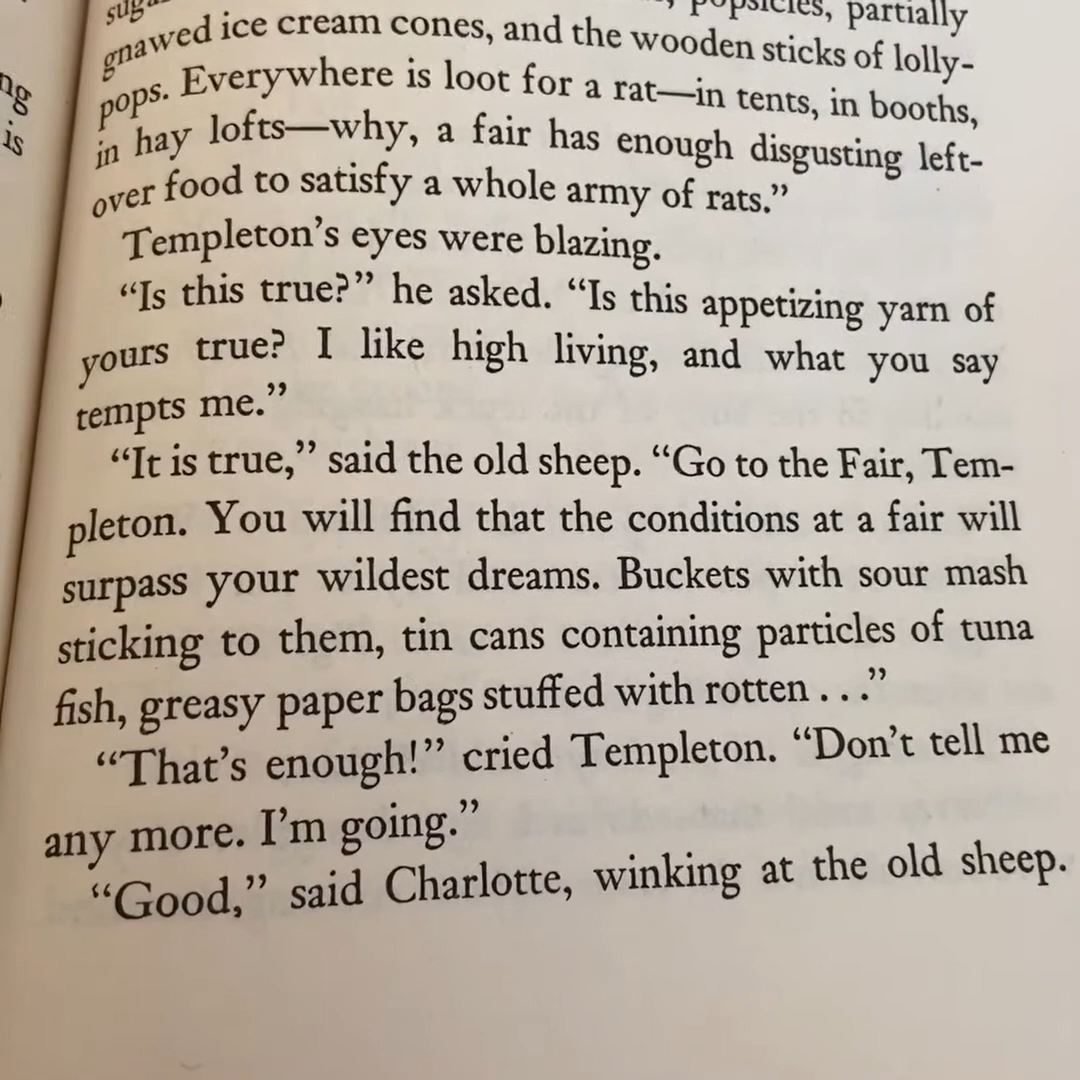 popsicles, partially
gnawed ice cream cones, and the wooden sticks of lolly-
pops. Everywhere is loot for a rat—in tents, in booths,
in hay lofts—why, a fair has enough disgusting left-
over food to satisfy a whole army of rats.”
Templeton’s eyes were blazing.
“Is this true?” he asked. “Is this appetizing yarn of
yours true? I like high living, and what you say
tempts me.”
“It is true,” said the old sheep. “Go to the Fair, Tem-
pleton. You will find that the conditions at a fair will
surpass your wildest dreams. Buckets with sour mash
sticking to them, tin cans containing particles of tuna
fish, greasy paper bags stuffed with rotten . . .”
“That’s enough!” cried Templeton. “Don’t tell me
any more. I’m going.”
“Good,” said Charlotte, winking at the old sheep.